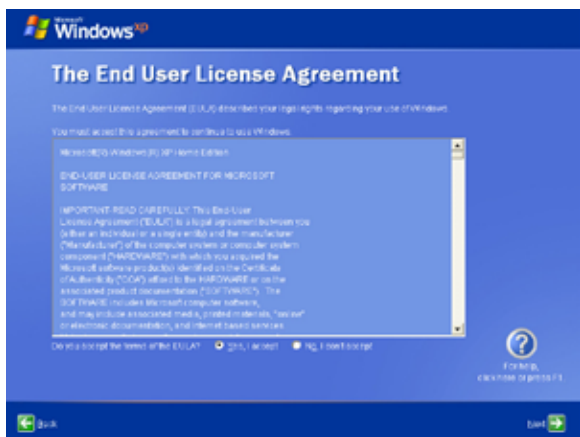 Microsoft
Windows xp
The End User License Agreement
The End User License Agreement (EULA) describes your legal rights regarding your use of Windows.
You must accept this agreement to continue to use Windows.
Microsoft(R) Windows(R) XP Home Edition
END-USER LICENSE AGREEMENT FOR MICROSOFT
SOFTWARE
IMPORTANT-READ CAREFULLY: This End-User
License Agreement ("EULA") is a legal agreement between you
(either an individual or a single entity) and the manufacturer
("Manufacturer") of the computer system or computer system
component ("HARDWARE") with which you acquired the
Microsoft software product(s) identified on the Certificate
of Authenticity ("COA") affixed to the HARDWARE or on the
associated product documentation ("SOFTWARE"). The
SOFTWARE includes Microsoft computer software,
and may include associated media, printed materials, "online"
or electronic documentation, and Internet based services
Do you accept the terms of the EULA? Yes, I accept No, I don't accept
?
For help,
click here or press F1.
Back
Next